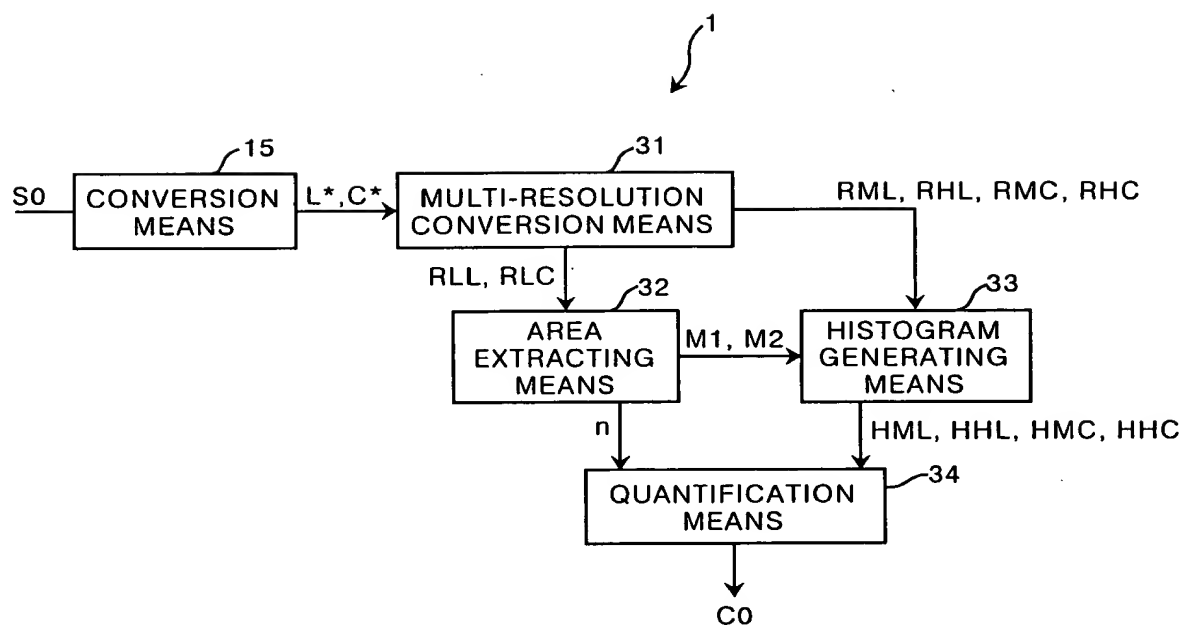 1
15
31
S0
CONVERSION
MEANS
L*,C*
MULTI-RESOLUTION
CONVERSION MEANS
RML, RHL, RMC, RHC
RLL, RLC
32
33
AREA
EXTRACTING
MEANS
M1, M2
HISTOGRAM
GENERATING
MEANS
n
HML, HHL, HMC, HHC
34
QUANTIFICATION
MEANS
C0